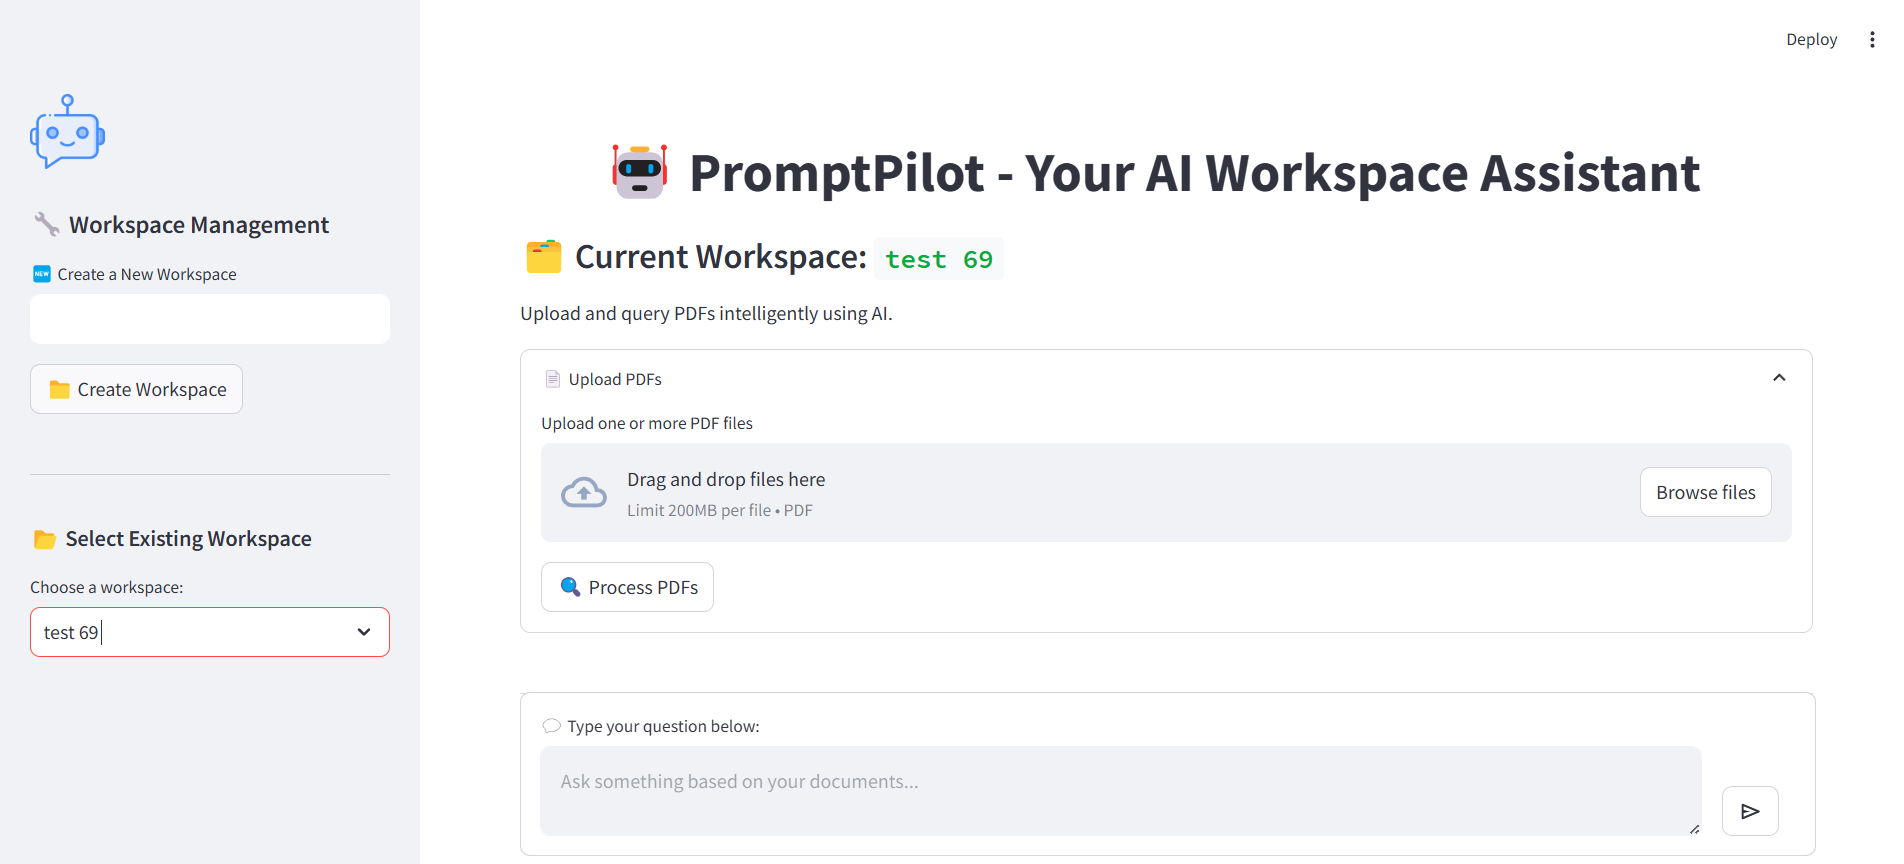 Deploy
Workspace Management
NEW Create a New Workspace
Create Workspace
Select Existing Workspace
Choose a workspace:
test 69
PromptPilot - Your AI Workspace Assistant
Current Workspace: test 69
Upload and query PDFs intelligently using AI.
Upload PDFs
Upload one or more PDF files
Drag and drop files here
Limit 200MB per file • PDF
Browse files
Process PDFs
Type your question below:
Ask something based on your documents...